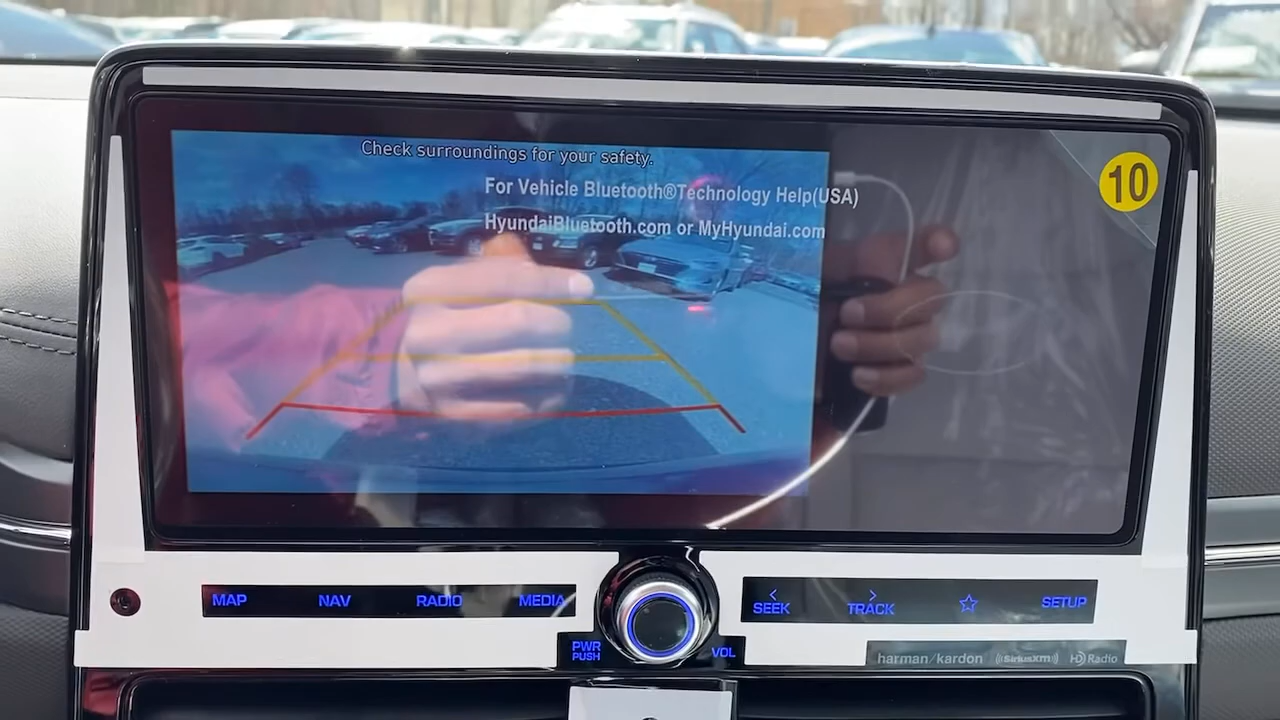 Check surroundings for your safety.
For Vehicle Bluetooth®Technology Help(USA)
HyundaiBluetooth.com or MyHyundai.com
10
MAP NAV RADIO MEDIA
< SEEK > TRACK ☆ SETUP
PWR PUSH
VOL
harman/kardon ((SiriusXM)) HD Radio